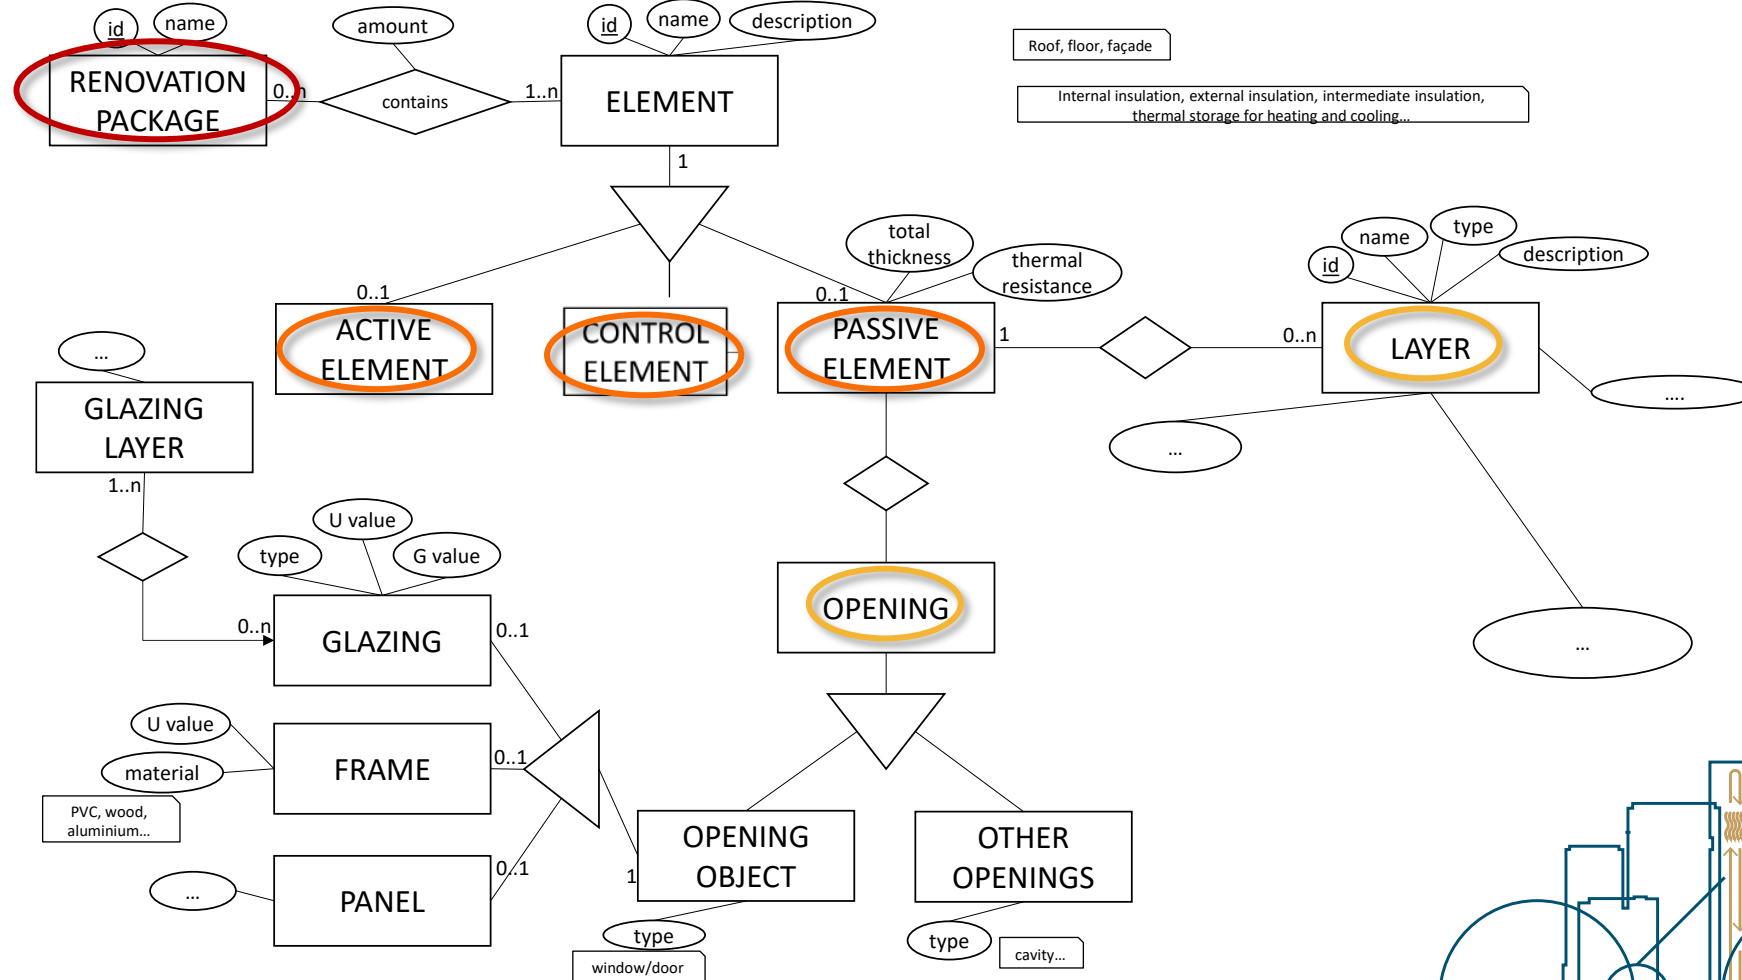 id
name
amount
id
name
description
Roof, floor, façade
RENOVATION
PACKAGE
0..n
contains
1..n
ELEMENT
Internal insulation, external insulation, intermediate insulation,
thermal storage for heating and cooling...
1
total
thickness
thermal
resistance
id
name
type
description
0..1
ACTIVE
ELEMENT
CONTROL
ELEMENT
0..1
PASSIVE
ELEMENT
1
0..n
LAYER
...
GLAZING
LAYER
....
...
1..n
type
U value
G value
0..n
GLAZING
0..1
OPENING
...
U value
material
PVC, wood,
aluminium...
FRAME
0..1
...
PANEL
0..1
1
OPENING
OBJECT
OTHER
OPENINGS
type
window/door
type
cavity...